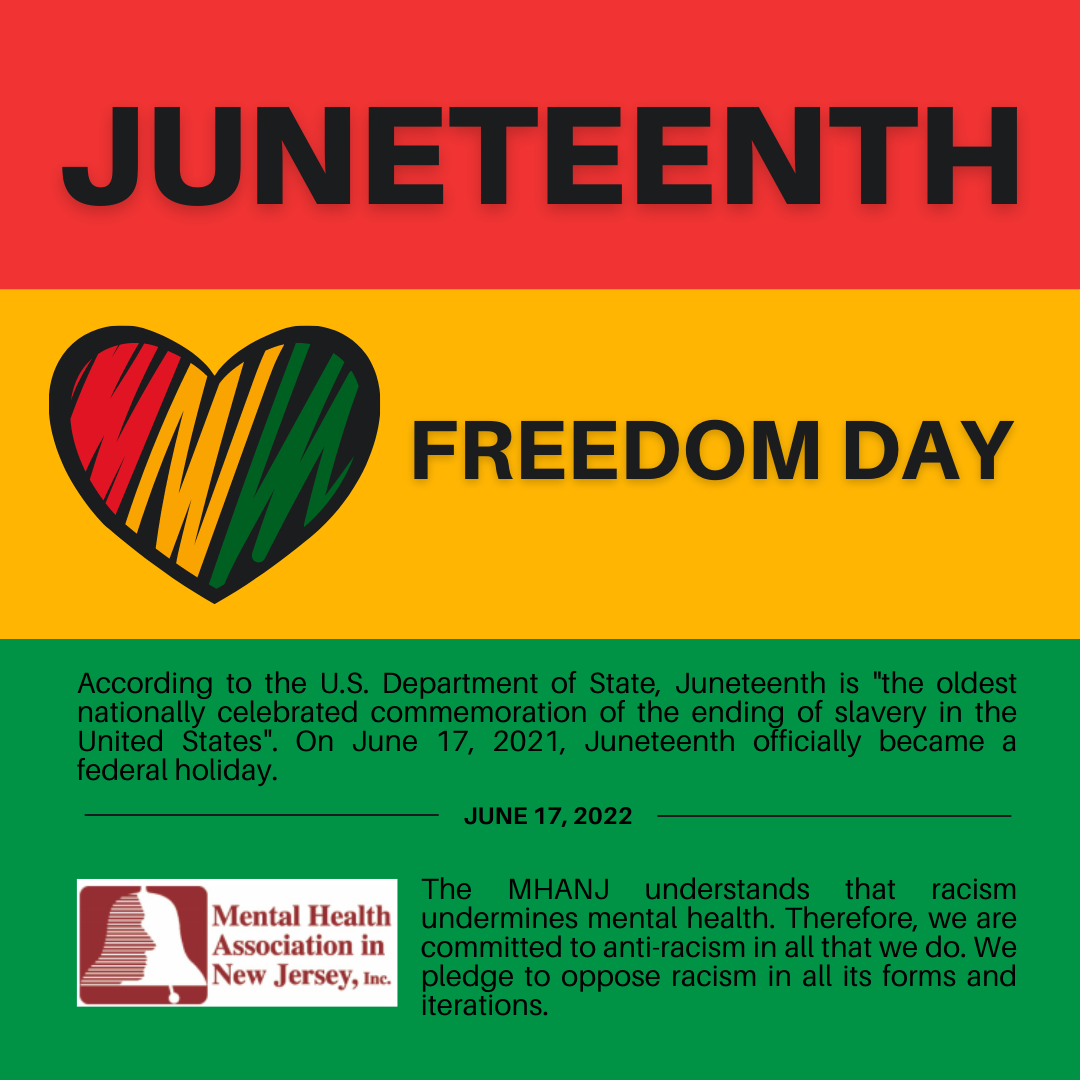 JUNETEENTH
FREEDOM DAY
According to the U.S. Department of State, Juneteenth is "the oldest
nationally celebrated commemoration of the ending of slavery in the
United States". On June 17, 2021, Juneteenth officially became a
federal holiday.
JUNE 17, 2022
Mental Health
Association in
New Jersey, Inc.
The MHANJ understands that racism
undermines mental health. Therefore, we are
committed to anti-racism in all that we do. We
pledge to oppose racism in all its forms and
iterations.